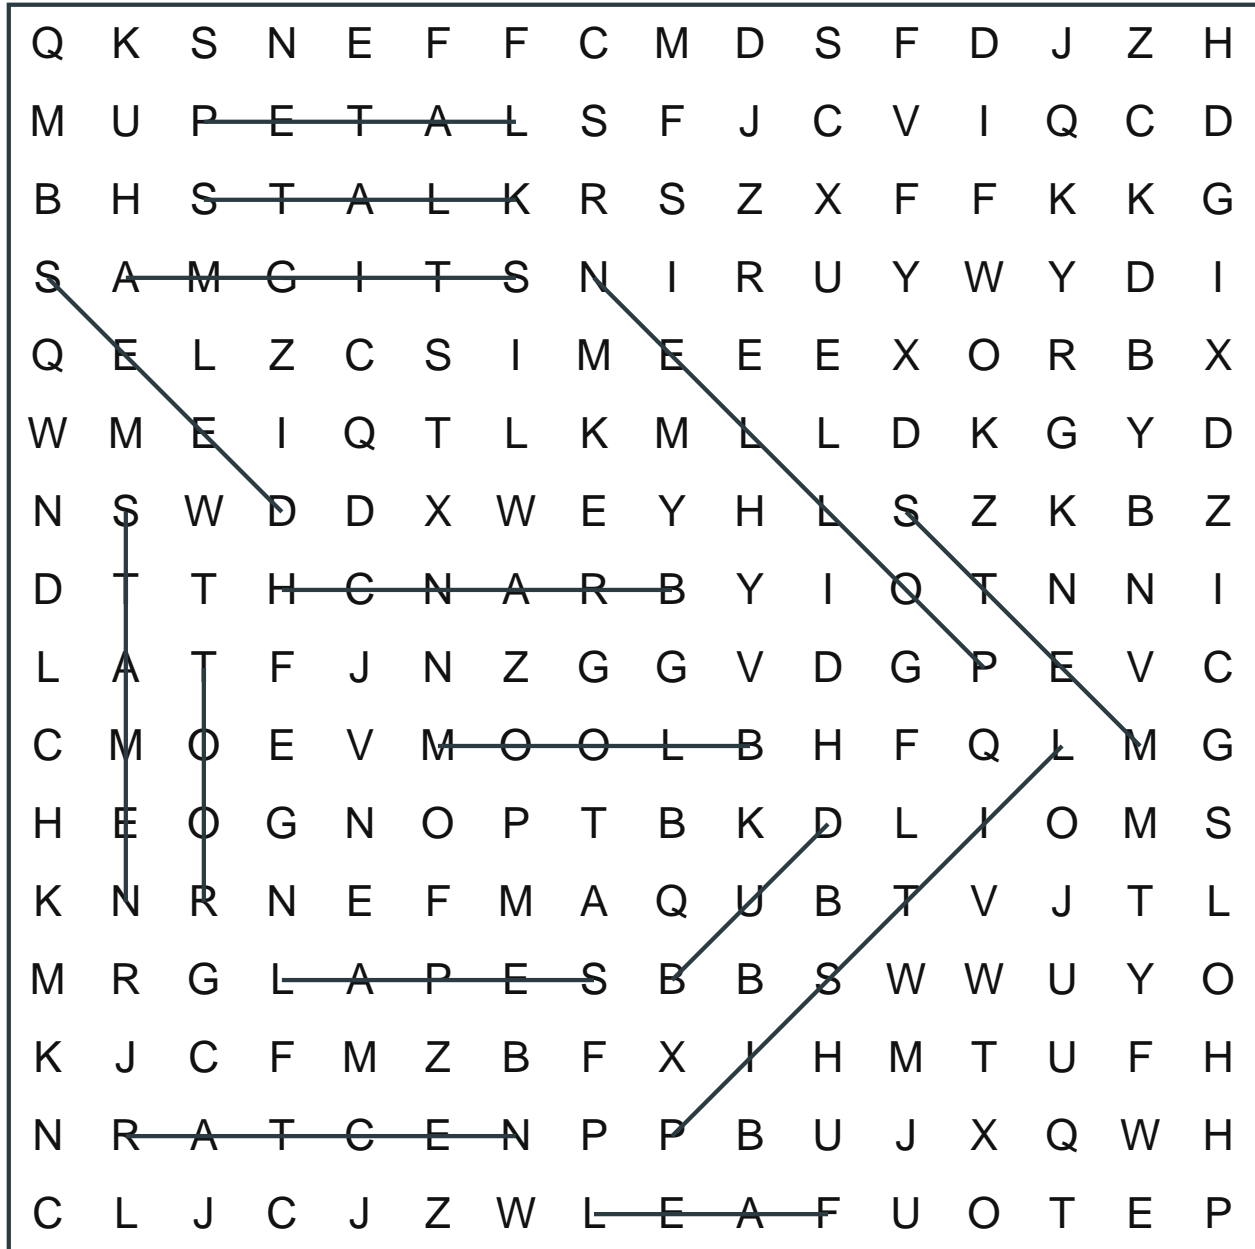 Q K S N E F F C M D S F D J Z H
M U P E T A L S F J C V I Q C D
B H S T A L K R S Z X F F K K G
S A M G I T S N I R U Y W Y D I
Q E L Z C S I M E E E X O R B X
W M E I Q T L K M L L D K G Y D
N S W D D X W E Y H L S Z K B Z
D T T H C N A R B Y I O T N N I
L A T F J N Z G G V D G P E V C
C M O E V M O O L B H F Q L M G
H E O G N O P T B K D L I O M S
K N R N E F M A Q U B T V J T L
M R G L A P E S B B S W W U Y O
K J C F M Z B F X I H M T U F H
N R A T C E N P P B U J X Q W H
C L J C J Z W L E A F U O T E P